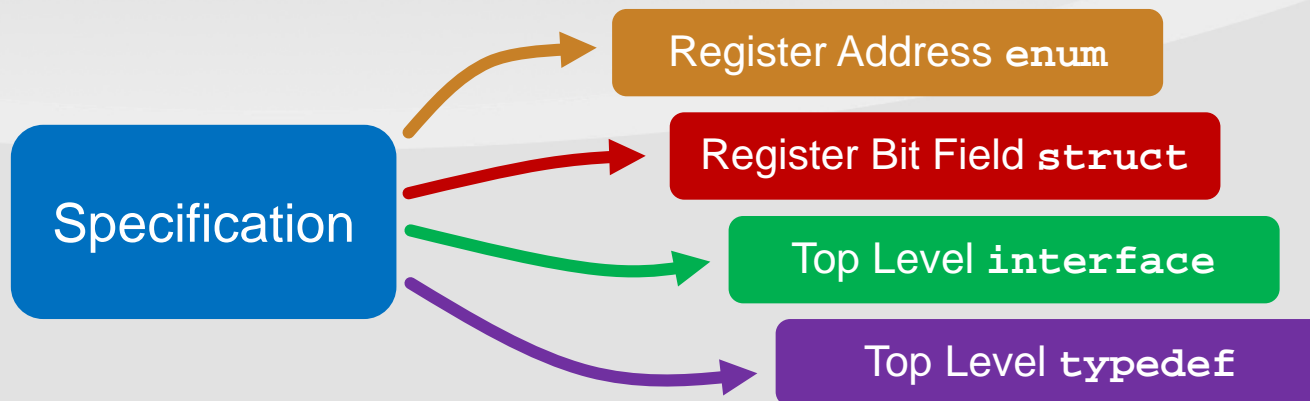 Register Address enum
Register Bit Field struct
Specification
Top Level interface
Top Level typedef